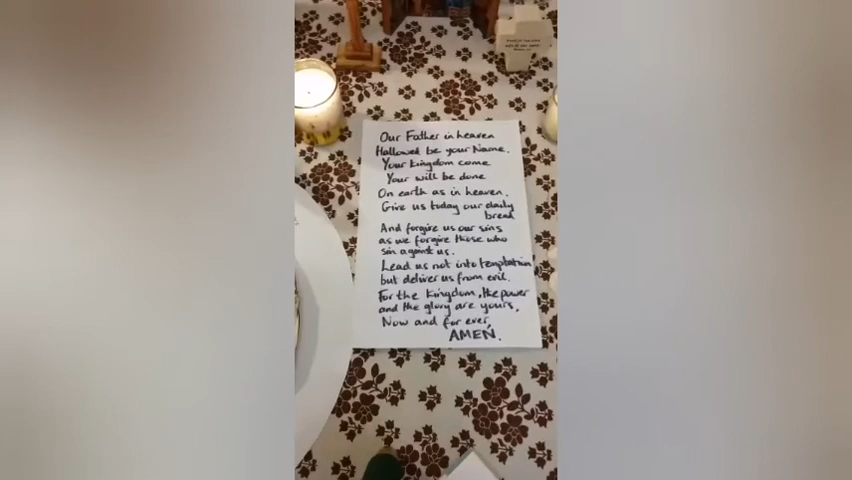 Our Father in heaven
Hallowed be your Name.
Your Kingdom come
Your will be done
On earth as in heaven.
Give us today our daily
bread
And forgive us our sins
as we forgive those who
sin against us.
Lead us not into temptation
but deliver us from evil.
For the Kingdom, the power
and the glory are yours,
Now and for ever,
AMEN.